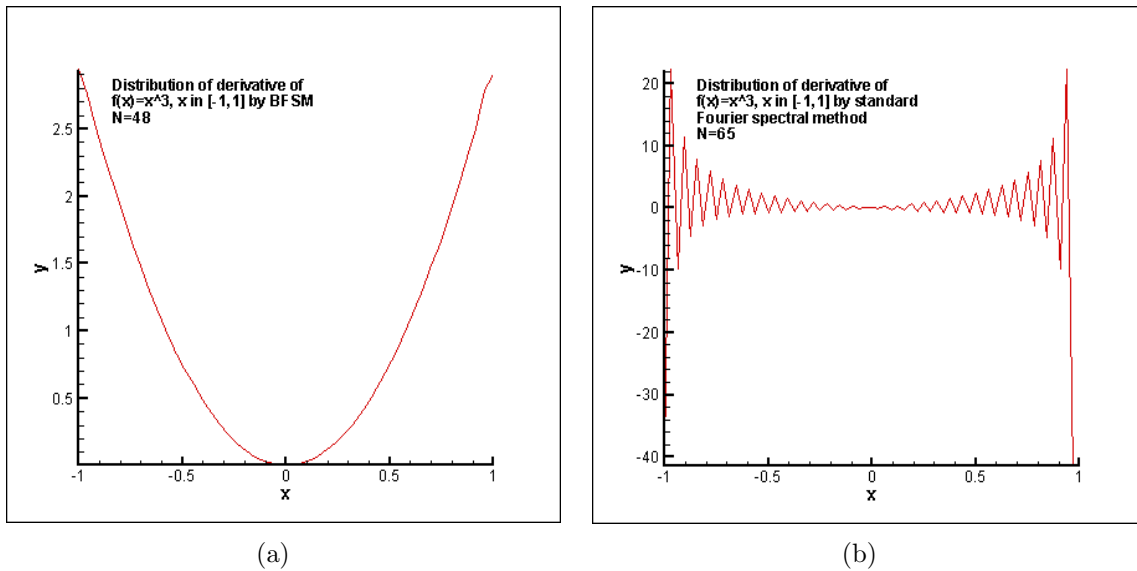 Distribution of derivative of
f(x)=x^3, x in [-1,1] by BFSM
N=48
2.5
2
1.5
1
0.5
y
-1
-0.5
0
0.5
1
x
(a)
Distribution of derivative of
f(x)=x^3, x in [-1,1] by standard
Fourier spectral method
N=65
20
10
0
-10
-20
-30
-40
y
-1
-0.5
0
0.5
1
x
(b)